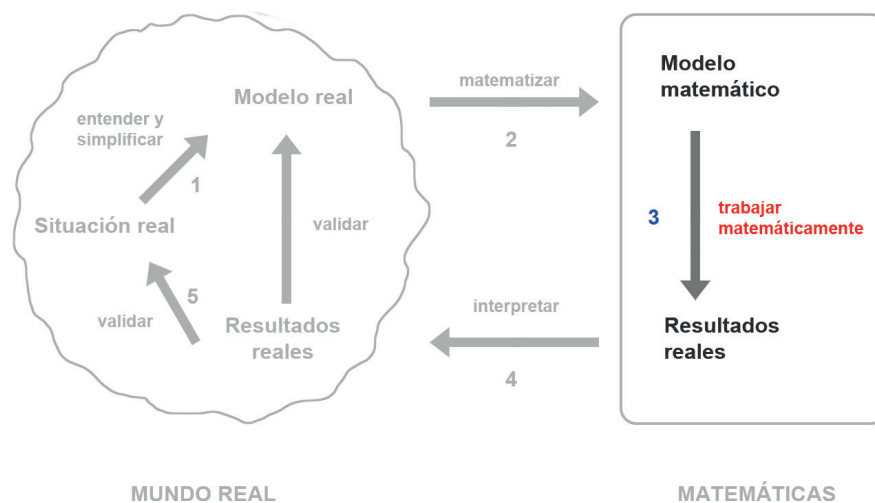 Modelo real
entender y
simplificar
1
Situación real
validar
5
validar
Resultados
reales
matematizar
2
Modelo
matemático
3
trabajar
matemáticamente
Resultados
reales
interpretar
4
MUNDO REAL
MATEMÁTICAS